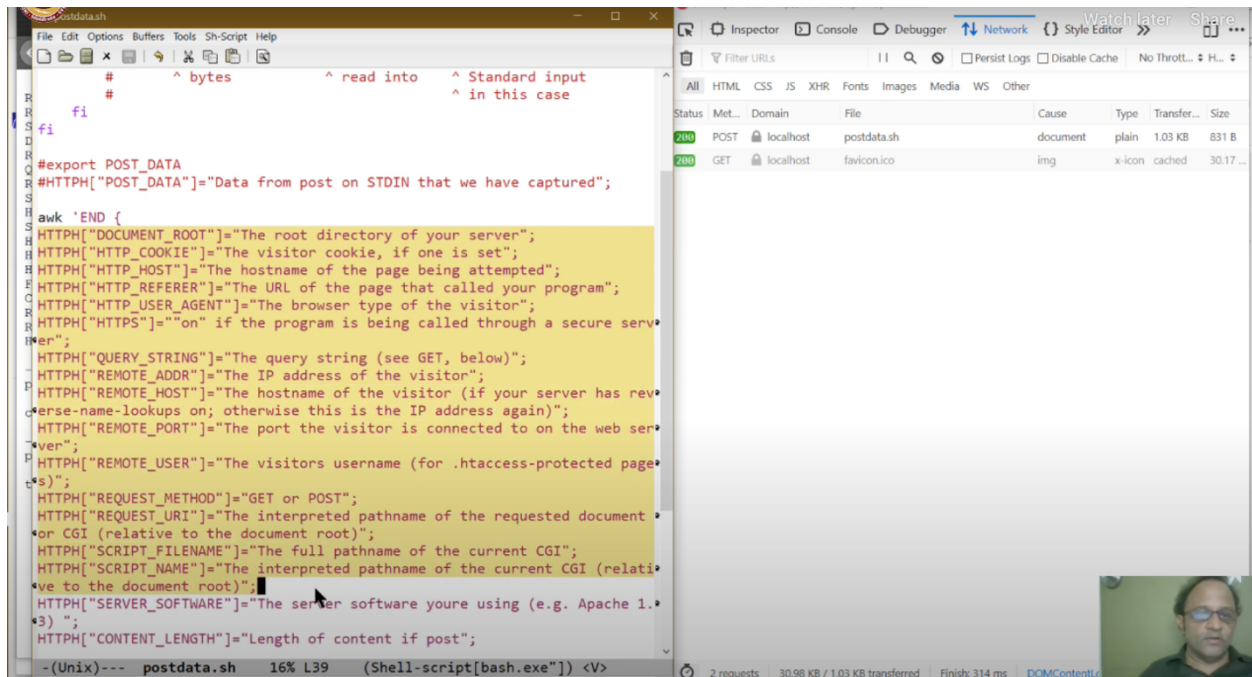 postdata.sh
File Edit Options Buffers Tools Sh-Script Help
# ^ bytes ^ read into ^ Standard input
# ^ in this case
fi
fi
#export POST_DATA
#HTTPH["POST_DATA"]="Data from post on STDIN that we have captured";
awk 'END {
HTTPH["DOCUMENT_ROOT"]="The root directory of your server";
HTTPH["HTTP_COOKIE"]="The visitor cookie, if one is set";
HTTPH["HTTP_HOST"]="The hostname of the page being attempted";
HTTPH["HTTP_REFERER"]="The URL of the page that called your program";
HTTPH["HTTP_USER_AGENT"]="The browser type of the visitor";
HTTPH["HTTPS"]=""on" if the program is being called through a secure serv
er";
HTTPH["QUERY_STRING"]="The query string (see GET, below)";
HTTPH["REMOTE_ADDR"]="The IP address of the visitor";
HTTPH["REMOTE_HOST"]="The hostname of the visitor (if your server has rev
erse-name-lookups on; otherwise this is the IP address again)";
HTTPH["REMOTE_PORT"]="The port the visitor is connected to on the web ser
ver";
HTTPH["REMOTE_USER"]="The visitors username (for .htaccess-protected page
s)";
HTTPH["REQUEST_METHOD"]="GET or POST";
HTTPH["REQUEST_URI"]="The interpreted pathname of the requested document
or CGI (relative to the document root)";
HTTPH["SCRIPT_FILENAME"]="The full pathname of the current CGI";
HTTPH["SCRIPT_NAME"]="The interpreted pathname of the current CGI (relati
ve to the document root)";
HTTPH["SERVER_SOFTWARE"]="The server software youre using (e.g. Apache 1.
3) ";
HTTPH["CONTENT_LENGTH"]="Length of content if post";
-(Unix)--- postdata.sh 16% L39 (Shell-script[bash.exe"]) <V>
Watch later Share
Inspector Console Debugger Network Style Editor
Filter URLs Persist Logs Disable Cache No Thrott... H...
All HTML CSS JS XHR Fonts Images Media WS Other
Status Met... Domain File Cause Type Transfer... Size
200 POST localhost postdata.sh document plain 1.03 KB 831 B
200 GET localhost favicon.ico img x-icon cached 30.17 ...
2 requests 30.98 KB / 1.03 KB transferred Finish: 314 ms